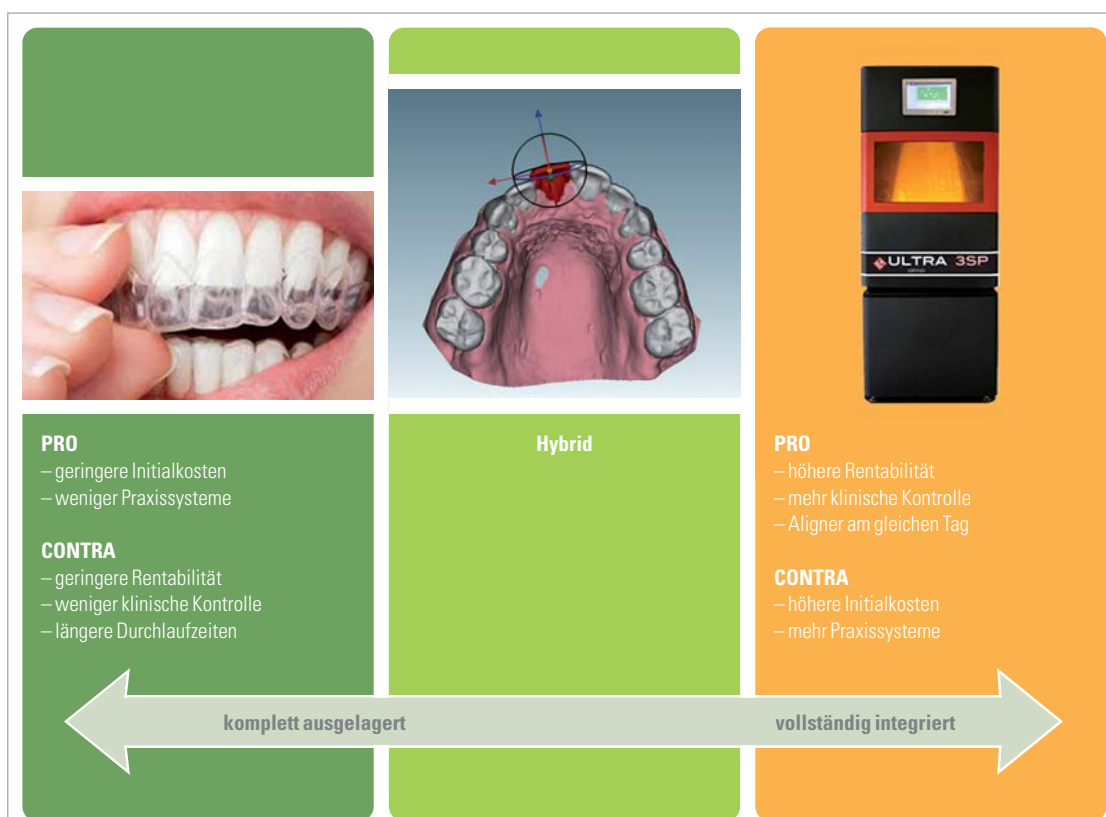 ULTRA 3SP
ORTHO
PRO
– geringere Initialkosten
– weniger Praxissysteme
CONTRA
– geringere Rentabilität
– weniger klinische Kontrolle
– längere Durchlaufzeiten
Hybrid
PRO
– höhere Rentabilität
– mehr klinische Kontrolle
– Aligner am gleichen Tag
CONTRA
– höhere Initialkosten
– mehr Praxissysteme
komplett ausgelagert
vollständig integriert